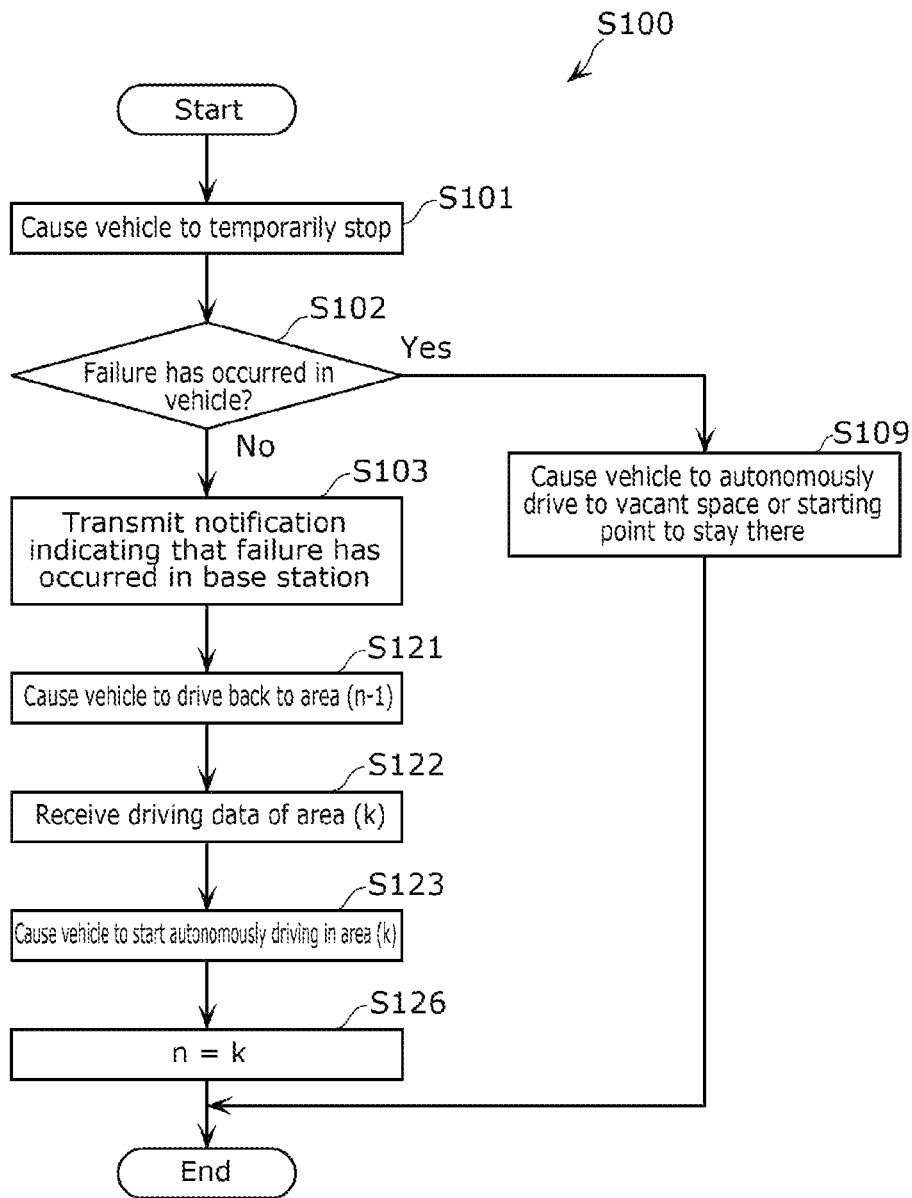 S100
Start
S101
Cause vehicle to temporarily stop
S102
Yes
Failure has occurred in
vehicle?
No
S103
Transmit notification
indicating that failure has
occurred in base station
S109
Cause vehicle to autonomously
drive to vacant space or starting
point to stay there
S121
Cause vehicle to drive back to area (n-1)
S122
Receive driving data of area (k)
S123
Cause vehicle to start autonomously driving in area (k)
S126
n = k
End